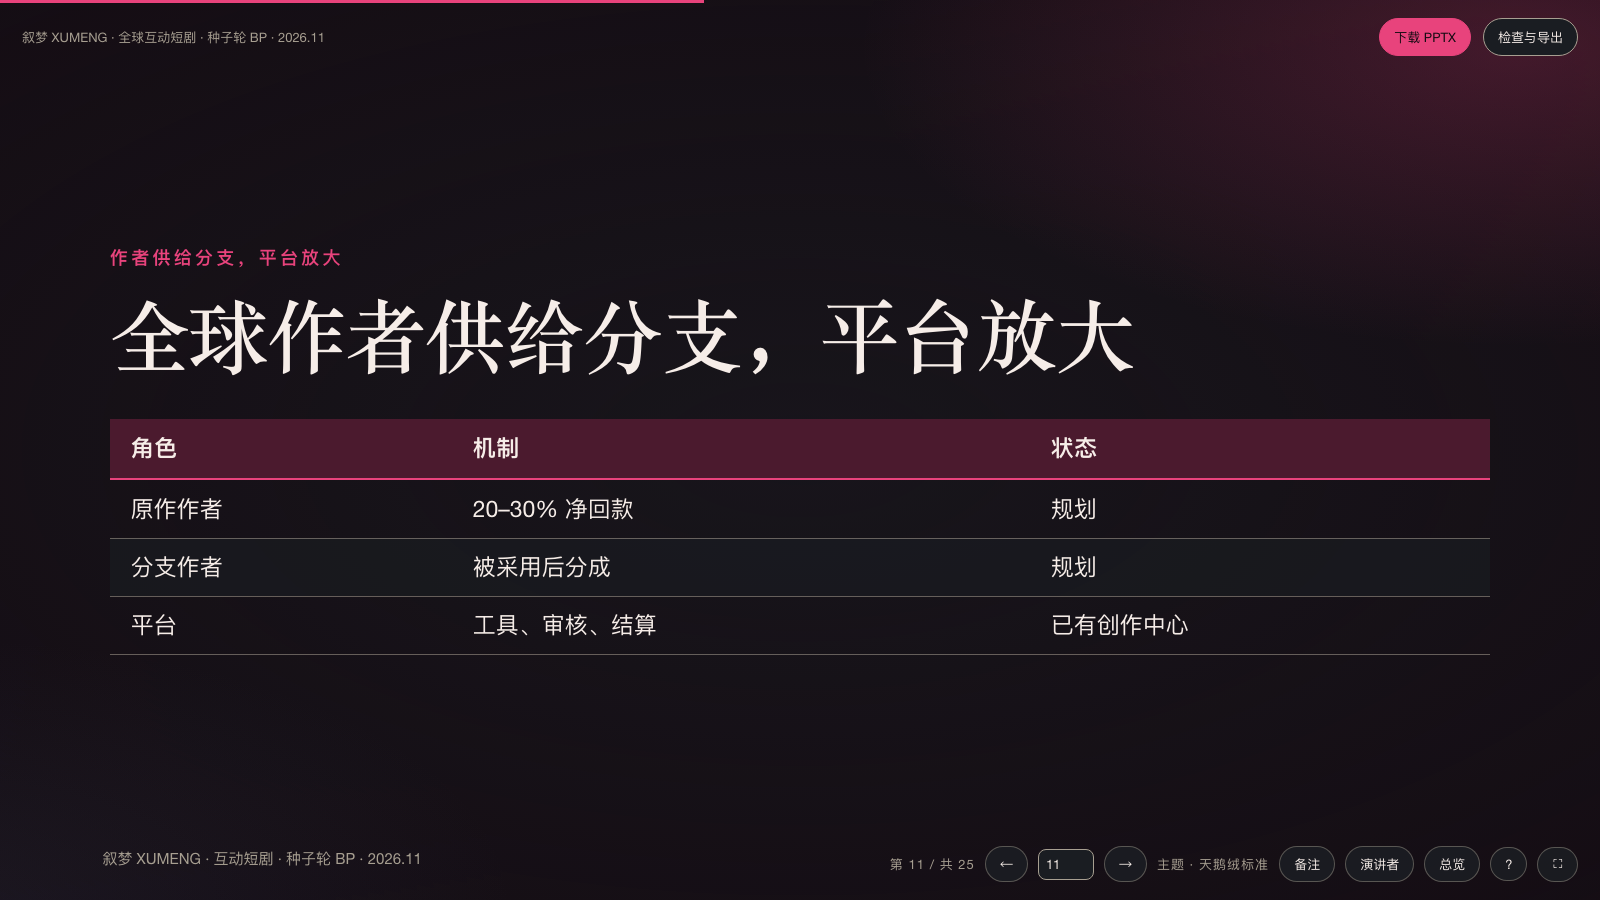 叙梦 XUMENG · 全球互动短剧 · 种子轮 BP · 2026.11
下载 PPTX
检查与导出
作者供给分支，平台放大
全球作者供给分支，平台放大
角色 机制 状态
原作作者 20–30% 净回款 规划
分支作者 被采用后分成 规划
平台 工具、审核、结算 已有创作中心
叙梦 XUMENG · 互动短剧 · 种子轮 BP · 2026.11
第 11 / 共 25 ← 11 → 主题 · 天鹅绒标准 备注 演讲者 总览 ?